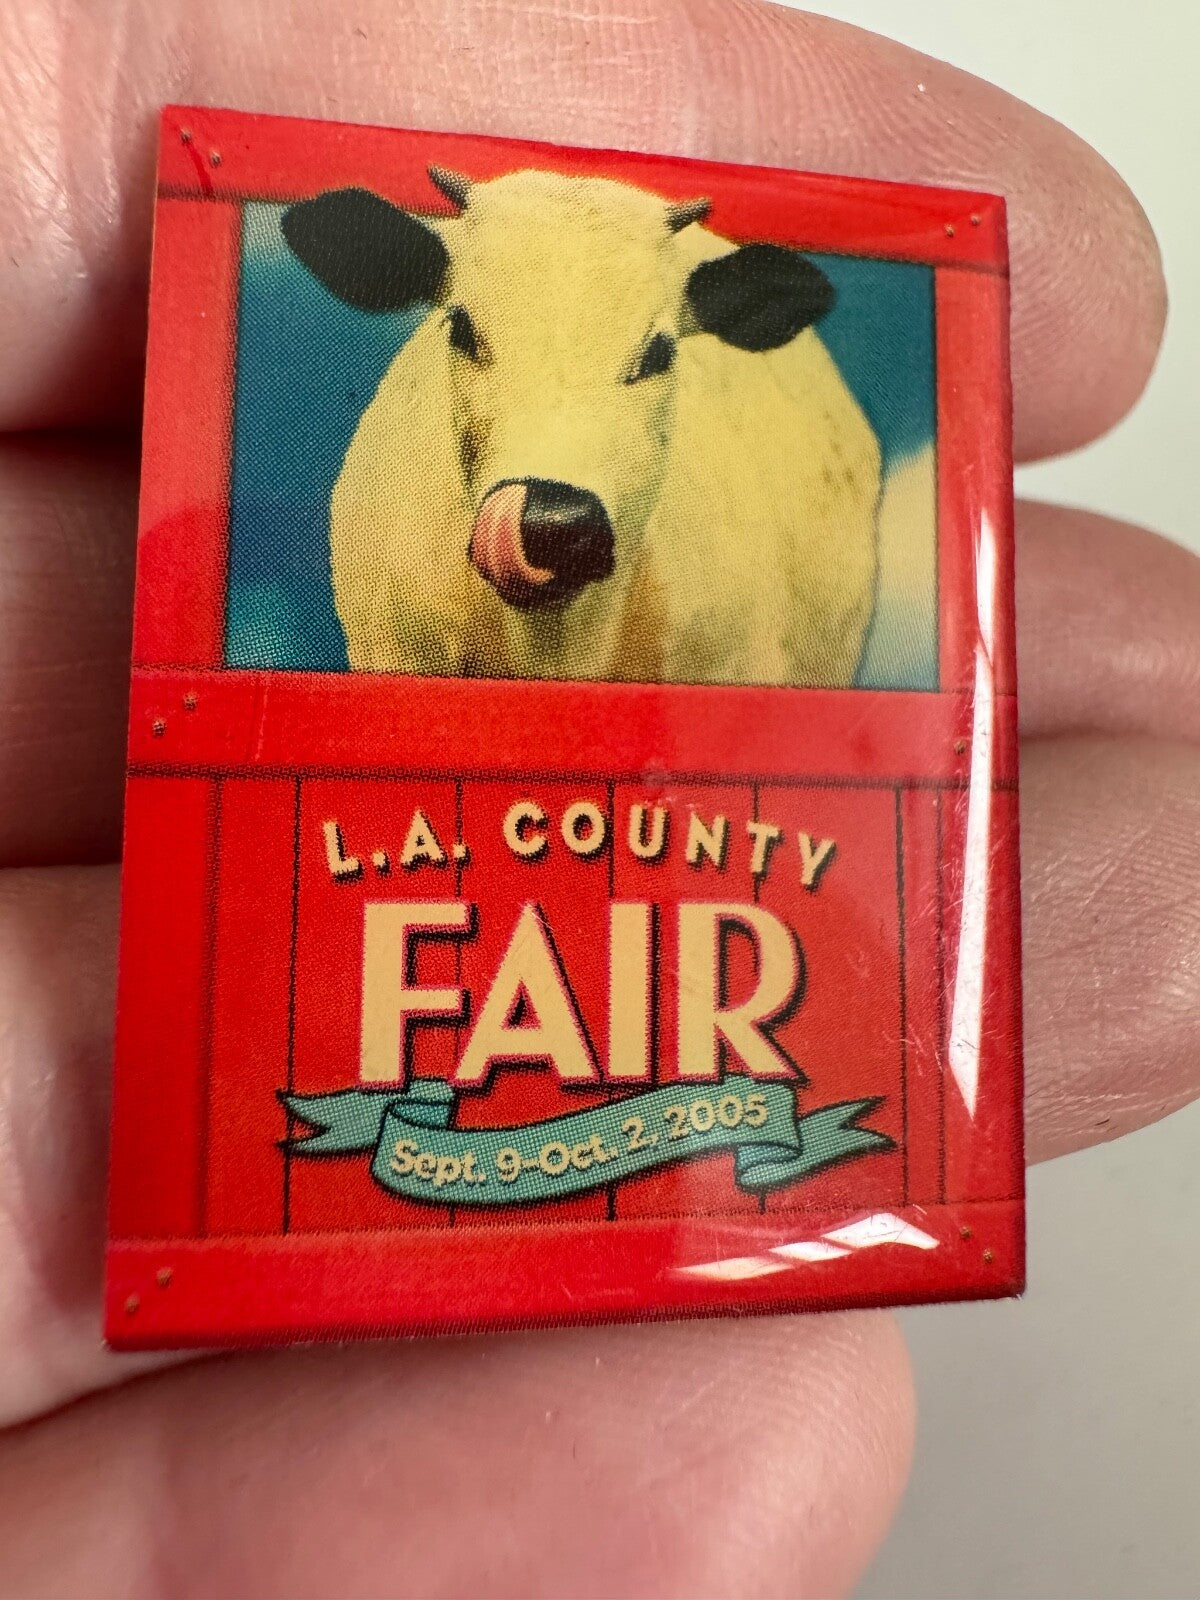 L.A. COUNTY
FAIR
Sept. 9-Oct. 2, 2005